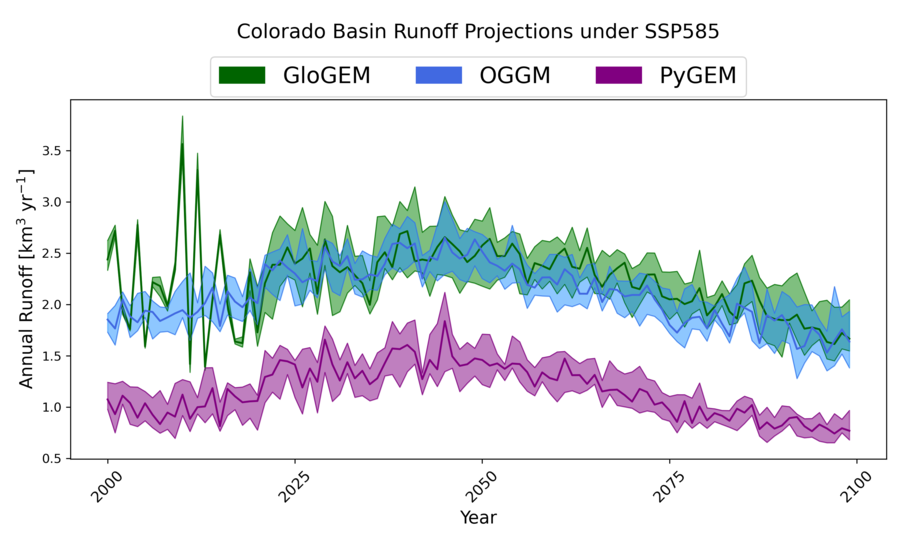 Colorado Basin Runoff Projections under SSP585
GloGEM OGGM PyGEM
Annual Runoff [km³ yr⁻¹]
3.5
3.0
2.5
2.0
1.5
1.0
0.5
2000 2025 2050 2075 2100
Year